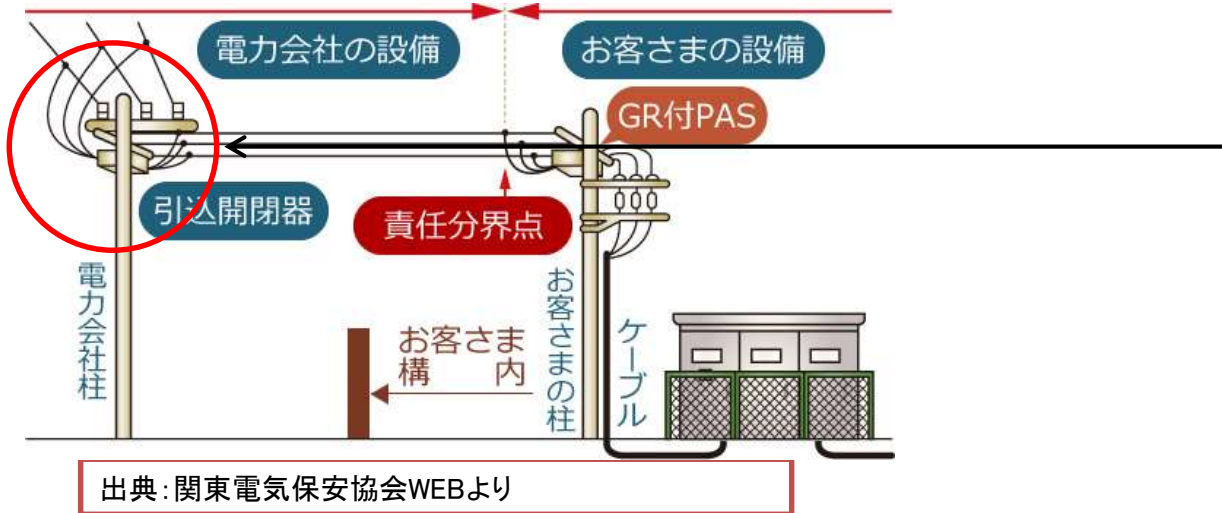 電力会社の設備
お客さまの設備
GR付PAS
引込開閉器
責任分界点
電力会社柱
お客さまの柱
ケーブル
お客さま
構内
出典:関東電気保安協会WEBより